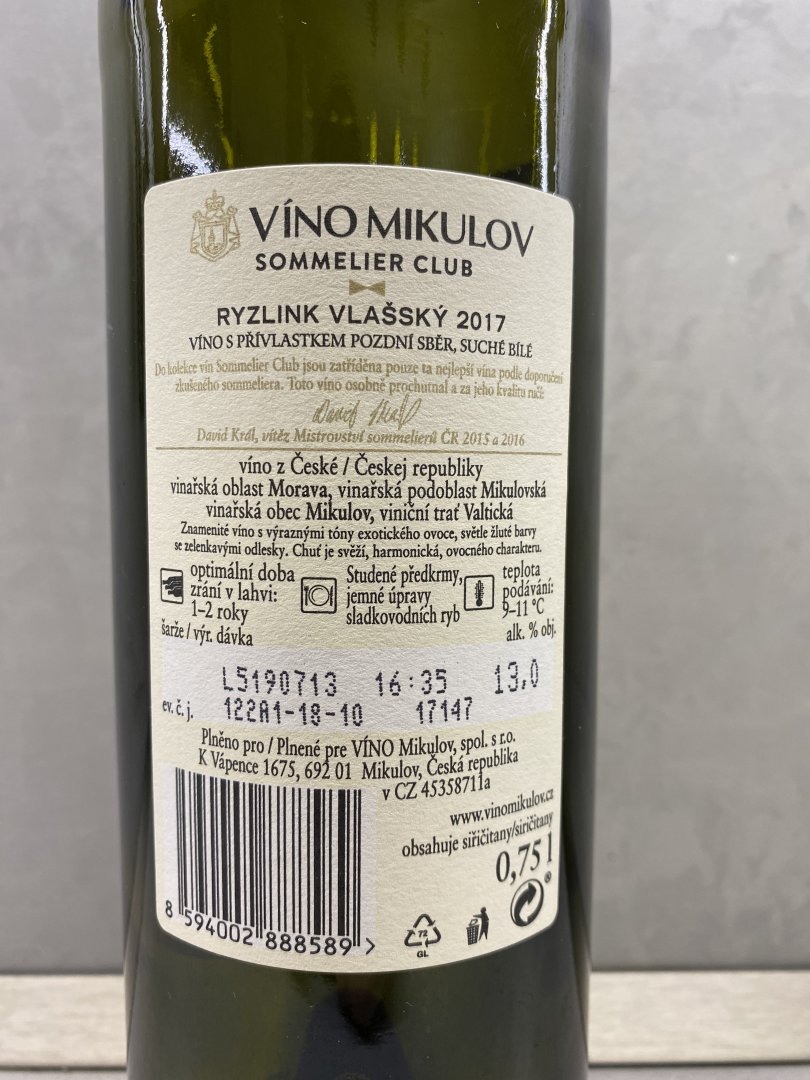 VÍNO MIKULOV
SOMMELIER CLUB
RYZLINK VLAŠSKÝ 2017
VÍNO S PŘÍVLASTKEM POZDNÍ SBĚR, SUCHÉ BÍLÉ
Do kolekce vín Sommelier Club jsou zatříděna pouze ta nejlepší vína podle doporučení
zkušeného sommeliera. Toto víno osobně prochutnal a za jeho kvalitu ručí:
David Král, vítěz Mistrovství sommelierů ČR 2015 a 2016
víno z České / Českej republiky
vinařská oblast Morava, vinařská podoblast Mikulovská
vinařská obec Mikulov, viniční trať Valtická
Znamenité víno s výraznými tóny exotického ovoce, světle žluté barvy
se zelenkavými odlesky. Chuť je svěží, harmonická, ovocného charakteru.
optimální doba
zrání v lahvi:
1–2 roky
Studené předkrmy,
jemné úpravy
sladkovodních ryb
teplota
podávání:
9–11 °C
šarže / výr. dávka
alk. % obj.
L5190713 16:35 13,0
ev. č. j. 122A1-18-10 17147
Plněno pro / Plnené pre VÍNO Mikulov, spol. s r.o.
K Vápence 1675, 692 01 Mikulov, Česká republika
v CZ 45358711a
www.vinomikulov.cz
obsahuje siřičitany/siričitany
0,75 l
8 594002 888589 >
72
GL
®